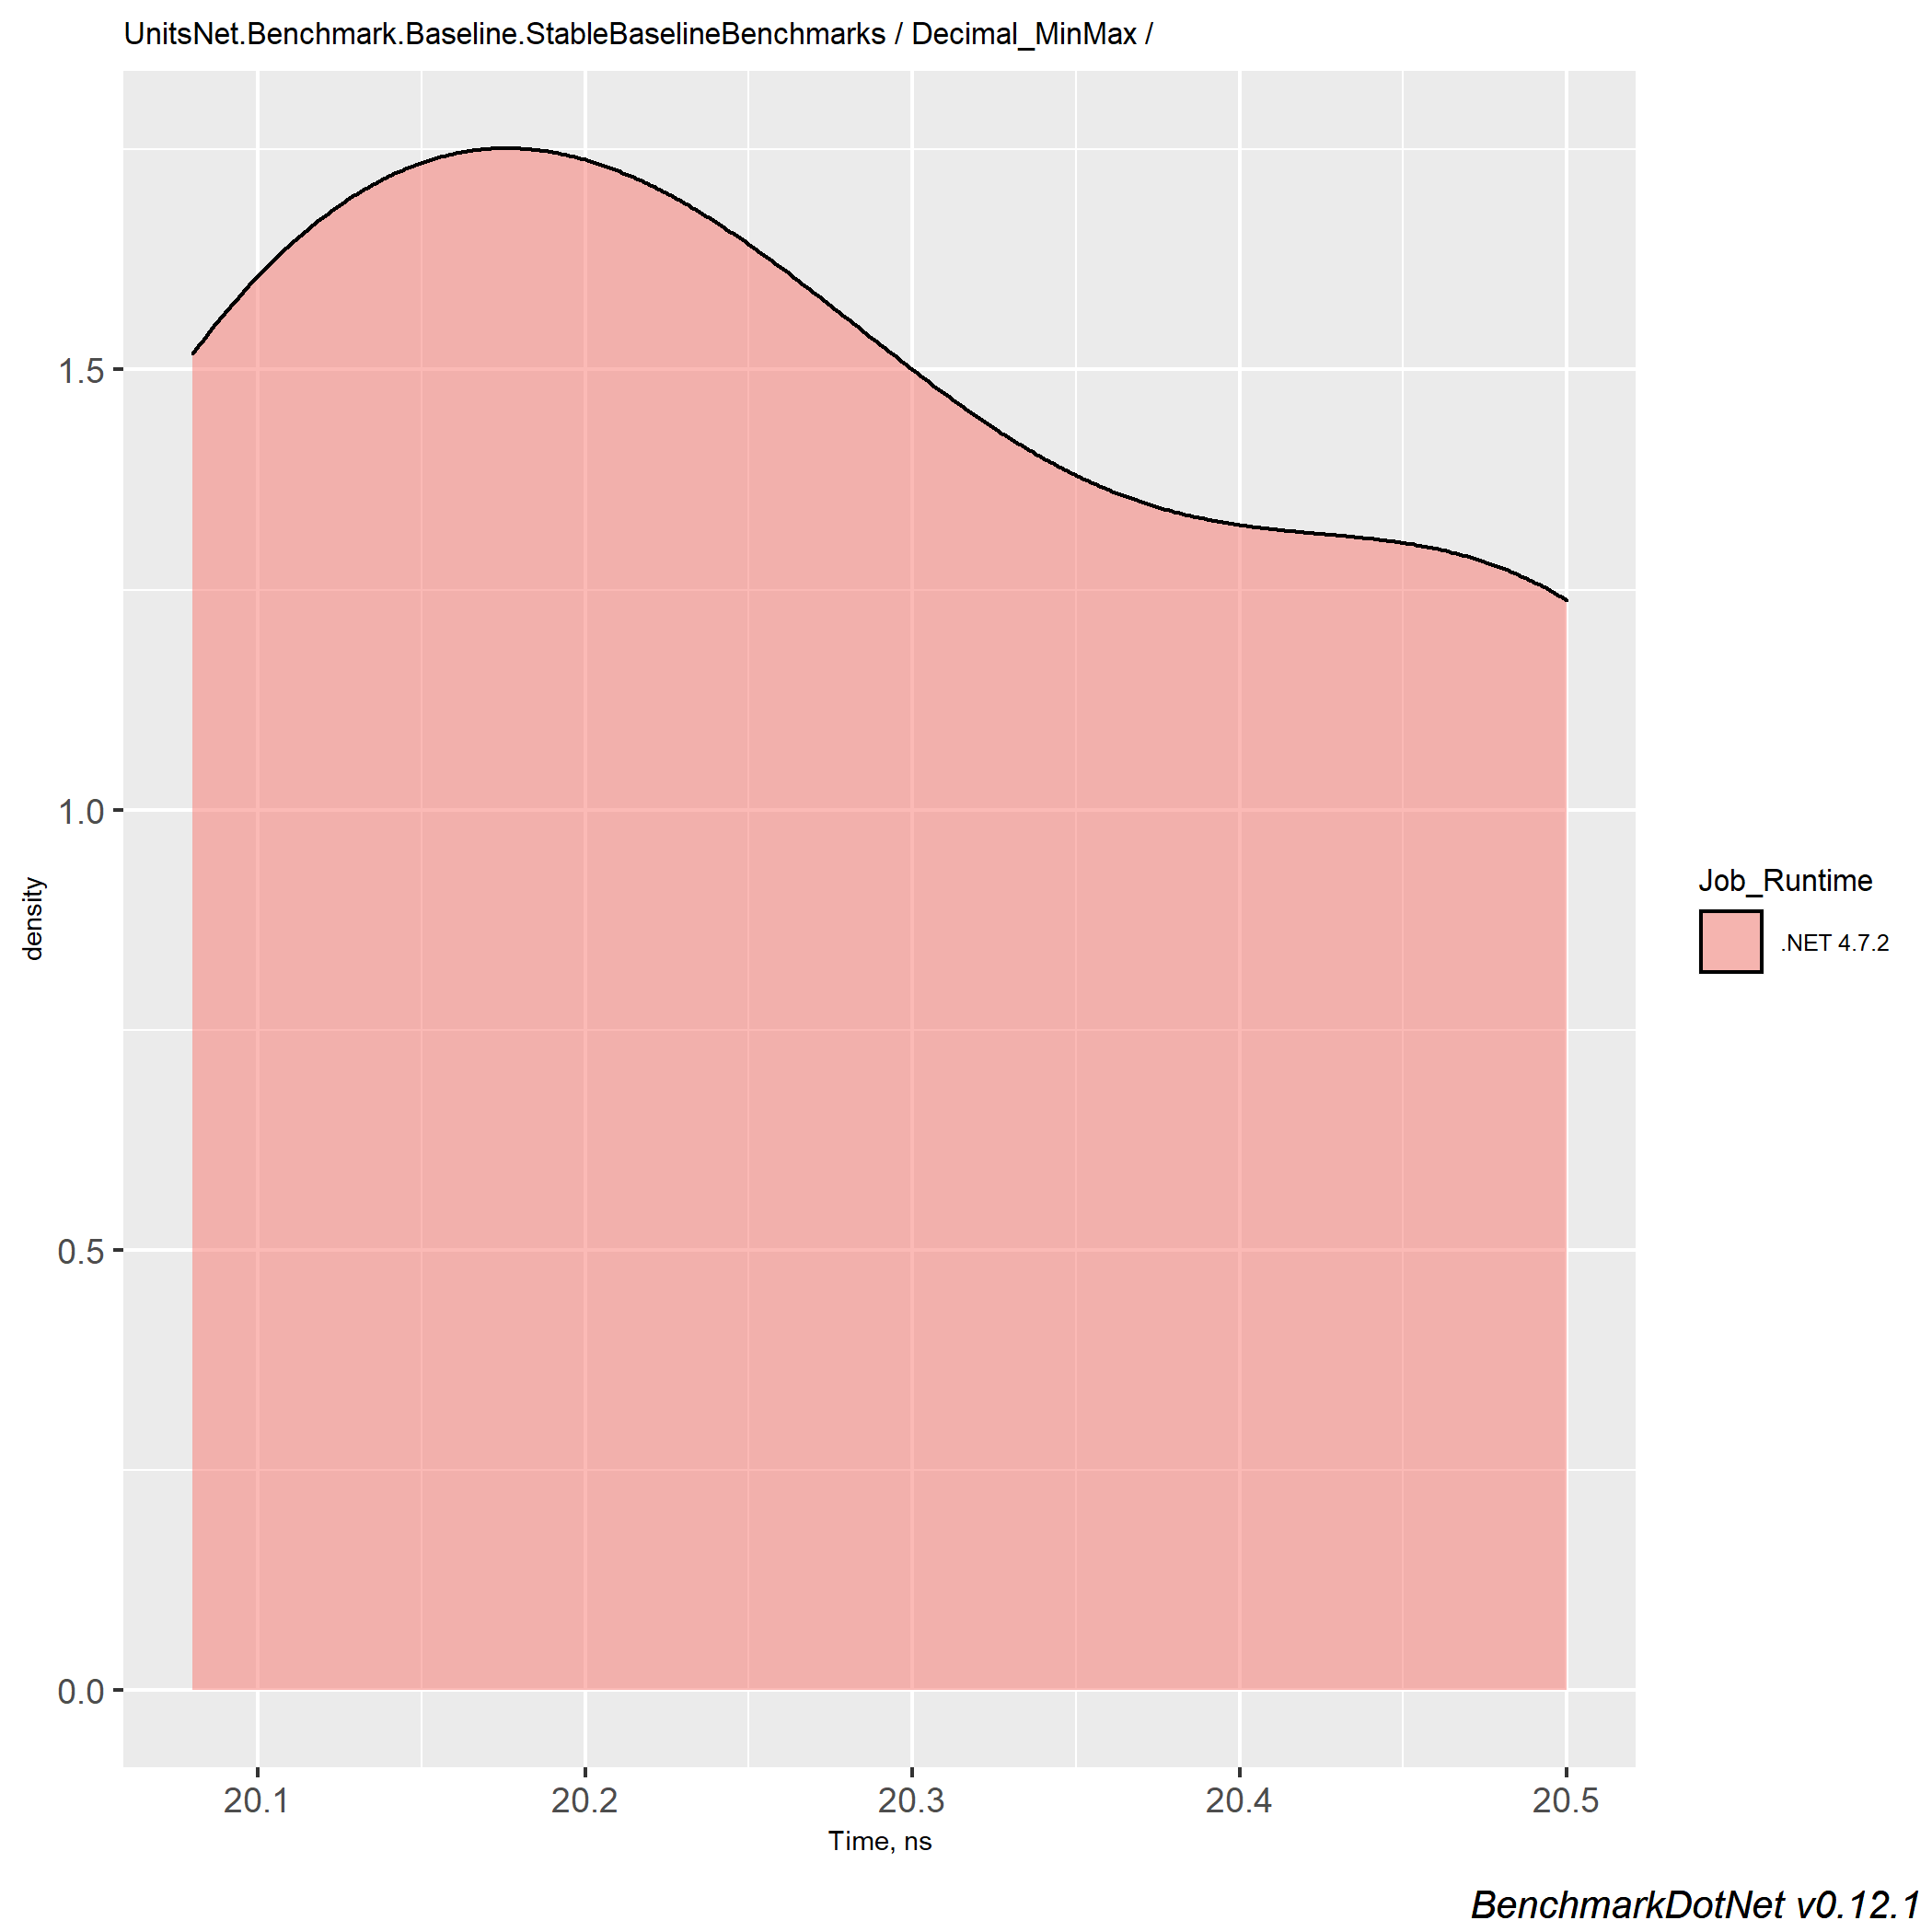 UnitsNet.Benchmark.Baseline.StableBaselineBenchmarks / Decimal_MinMax /
1.5
1.0
0.5
0.0
density
20.1 20.2 20.3 20.4 20.5
Time, ns
Job_Runtime
.NET 4.7.2
BenchmarkDotNet v0.12.1